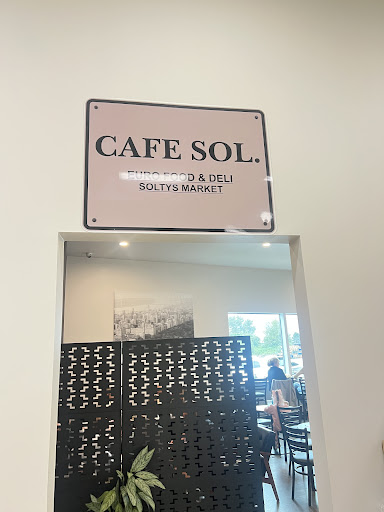 CAFE SOL.
EURO FOOD & DELI
SOLTYS MARKET